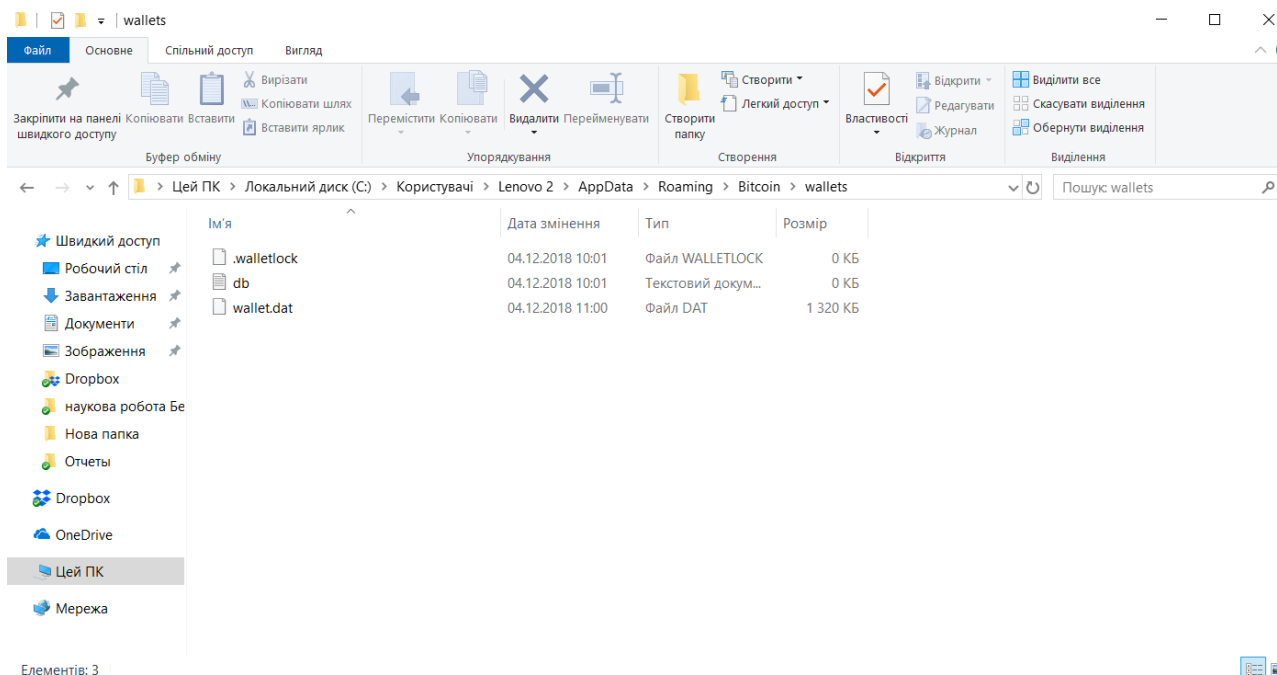 wallets
Файл Основне Спільний доступ Вигляд
Закріпити на панелі швидкого доступу
Копіювати
Вставити
Вирізати
Копіювати шлях
Вставити ярлик
Буфер обміну
Перемістити
Копіювати
Видалити
Перейменувати
Упорядкування
Створити папку
Створити
Легкий доступ
Створення
Властивості
Відкрити
Редагувати
Журнал
Відкриття
Виділити все
Скасувати виділення
Обернути виділення
Виділення
Цей ПК > Локальний диск (C:) > Користувачі > Lenovo 2 > AppData > Roaming > Bitcoin > wallets
Пошук: wallets
Швидкий доступ
Робочий стіл
Завантаження
Документи
Зображення
Dropbox
наукова робота Бе
Нова папка
Отчеты
Dropbox
OneDrive
Цей ПК
Мережа
Ім'я Дата змінення Тип Розмір
.walletlock 04.12.2018 10:01 Файл WALLETLOCK 0 КБ
db 04.12.2018 10:01 Текстовий докум... 0 КБ
wallet.dat 04.12.2018 11:00 Файл DAT 1 320 КБ
Елементів: 3